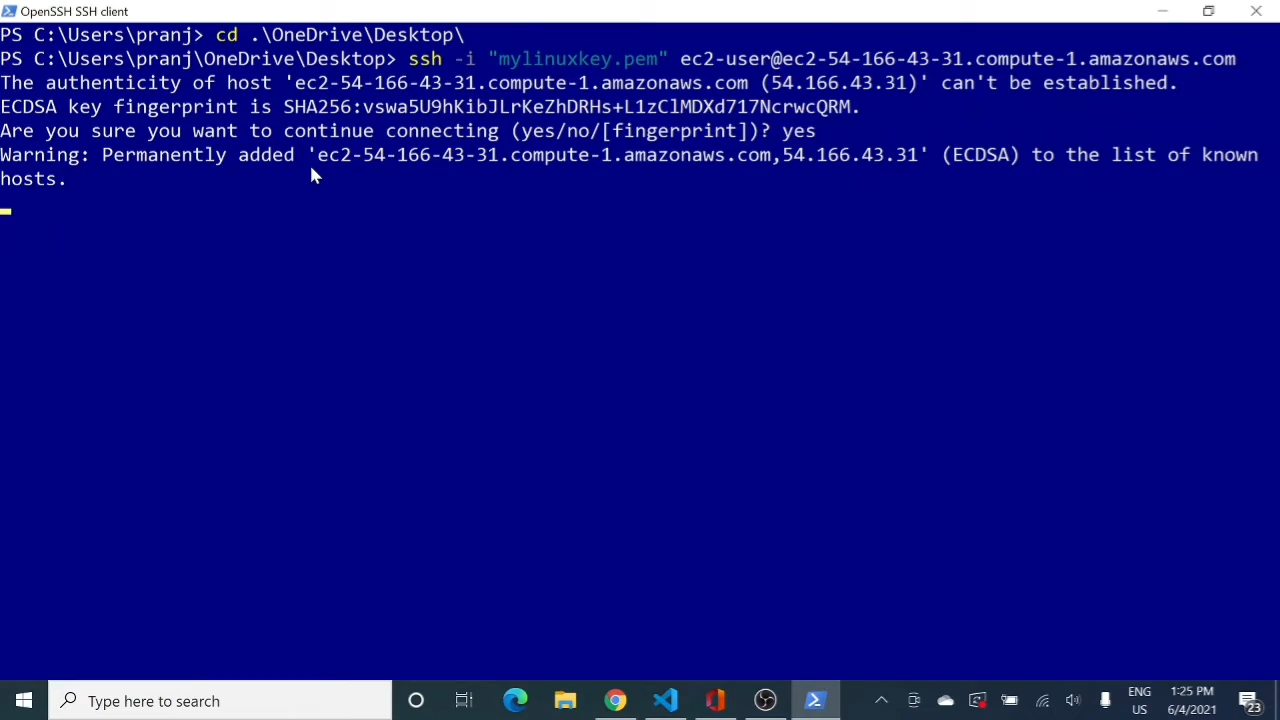 OpenSSH SSH client
PS C:\Users\pranj> cd .\OneDrive\Desktop\
PS C:\Users\pranj\OneDrive\Desktop> ssh -i "mylinuxkey.pem" ec2-user@ec2-54-166-43-31.compute-1.amazonaws.com
The authenticity of host 'ec2-54-166-43-31.compute-1.amazonaws.com (54.166.43.31)' can't be established.
ECDSA key fingerprint is SHA256:vswa5U9hKibJLrKeZhDRHs+L1zClMDXd717NcrwcQRM.
Are you sure you want to continue connecting (yes/no/[fingerprint])? yes
Warning: Permanently added 'ec2-54-166-43-31.compute-1.amazonaws.com,54.166.43.31' (ECDSA) to the list of known
hosts.
Type here to search
ENG
US
1:25 PM
6/4/2021
23